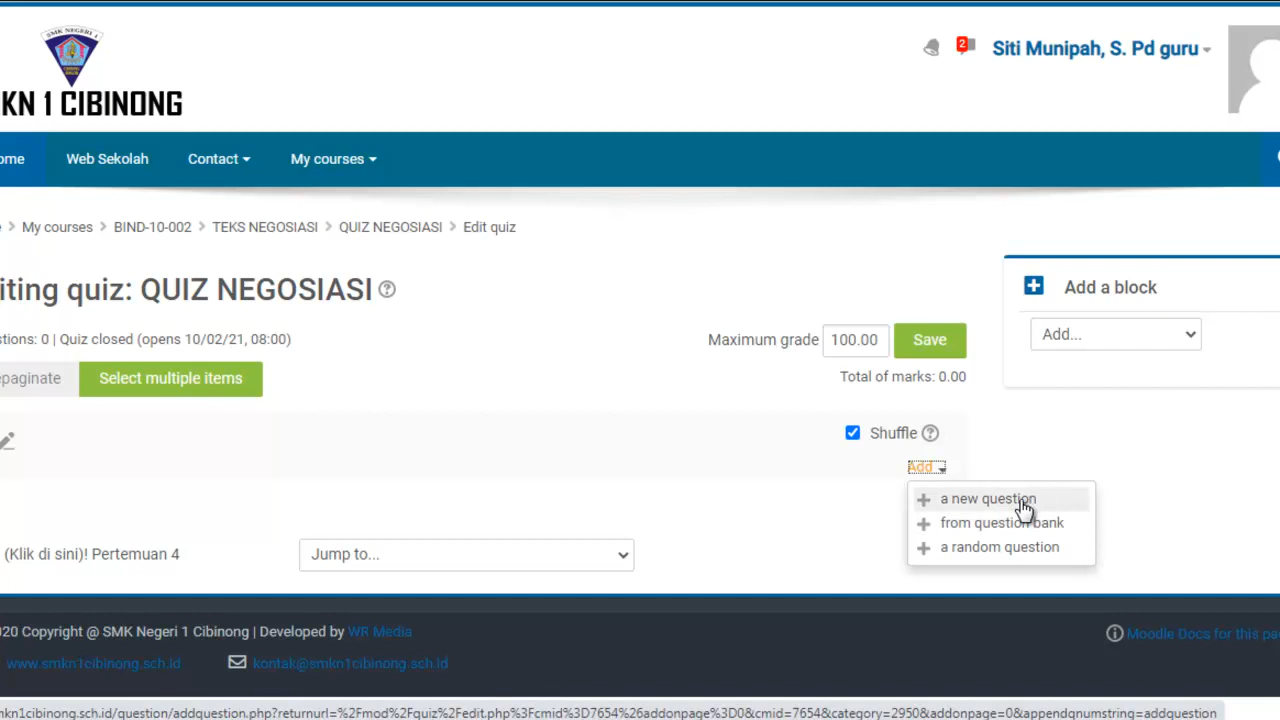 SMK NEGERI 1
KN 1 CIBINONG
2
Siti Munipah, S. Pd guru
ome
Web Sekolah
Contact
My courses
My courses > BIND-10-002 > TEKS NEGOSIASI > QUIZ NEGOSIASI > Edit quiz
iting quiz: QUIZ NEGOSIASI
Add a block
Add...
stions: 0 | Quiz closed (opens 10/02/21, 08:00)
Maximum grade 100.00 Save
epaginate
Select multiple items
Total of marks: 0.00
Shuffle
Add
a new question
from question bank
a random question
(Klik di sini)! Pertemuan 4
Jump to...
020 Copyright @ SMK Negeri 1 Cibinong | Developed by WR Media
Moodle Docs for this pa
www.smkn1cibinong.sch.id
kontak@smkn1cibinong.sch.id
mkn1cibinong.sch.id/question/addquestion.php?returnurl=%2Fmod%2Fquiz%2Fedit.php%3Fcmid%3D7654%26addonpage%3D0&cmid=7654&category=2950&addonpage=0&appendqnumstring=addquestion